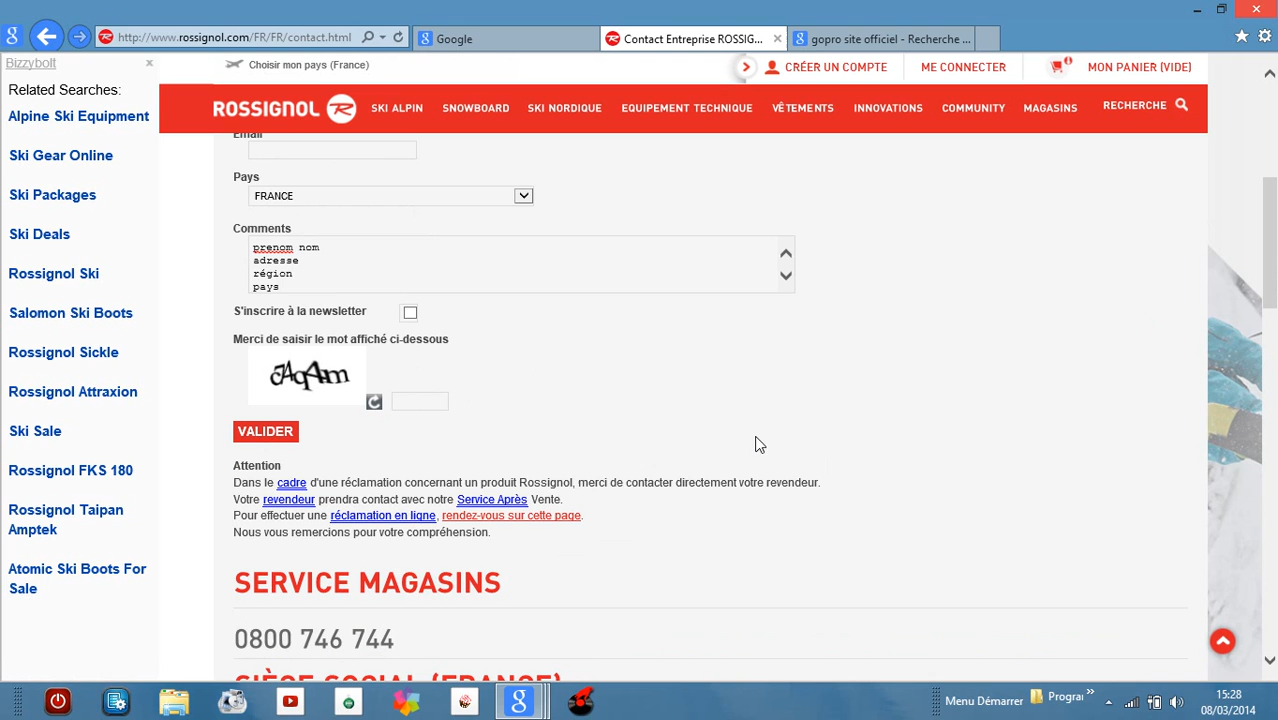 http://www.rossignol.com/FR/FR/contact.html
Google
Contact Entreprise ROSSIG...
gopro site officiel - Recherche ...
Bizzybolt
Related Searches:
Alpine Ski Equipment
Ski Gear Online
Ski Packages
Ski Deals
Rossignol Ski
Salomon Ski Boots
Rossignol Sickle
Rossignol Attraxion
Ski Sale
Rossignol FKS 180
Rossignol Taipan
Amptek
Atomic Ski Boots For
Sale
Choisir mon pays (France)
CRÉER UN COMPTE
ME CONNECTER
MON PANIER (VIDE)
ROSSIGNOL
SKI ALPIN
SNOWBOARD
SKI NORDIQUE
EQUIPEMENT TECHNIQUE
VÊTEMENTS
INNOVATIONS
COMMUNITY
MAGASINS
RECHERCHE
Email
Pays
FRANCE
Comments
prenom nom
adresse
région
pays
S'inscrire à la newsletter
Merci de saisir le mot affiché ci-dessous
VALIDER
Attention
Dans le cadre d'une réclamation concernant un produit Rossignol, merci de contacter directement votre revendeur.
Votre revendeur prendra contact avec notre Service Après Vente.
Pour effectuer une réclamation en ligne, rendez-vous sur cette page.
Nous vous remercions pour votre compréhension.
SERVICE MAGASINS
0800 746 744
SIÈGE SOCIAL (FRANCE)
Menu Démarrer
Progra
15:28
08/03/2014